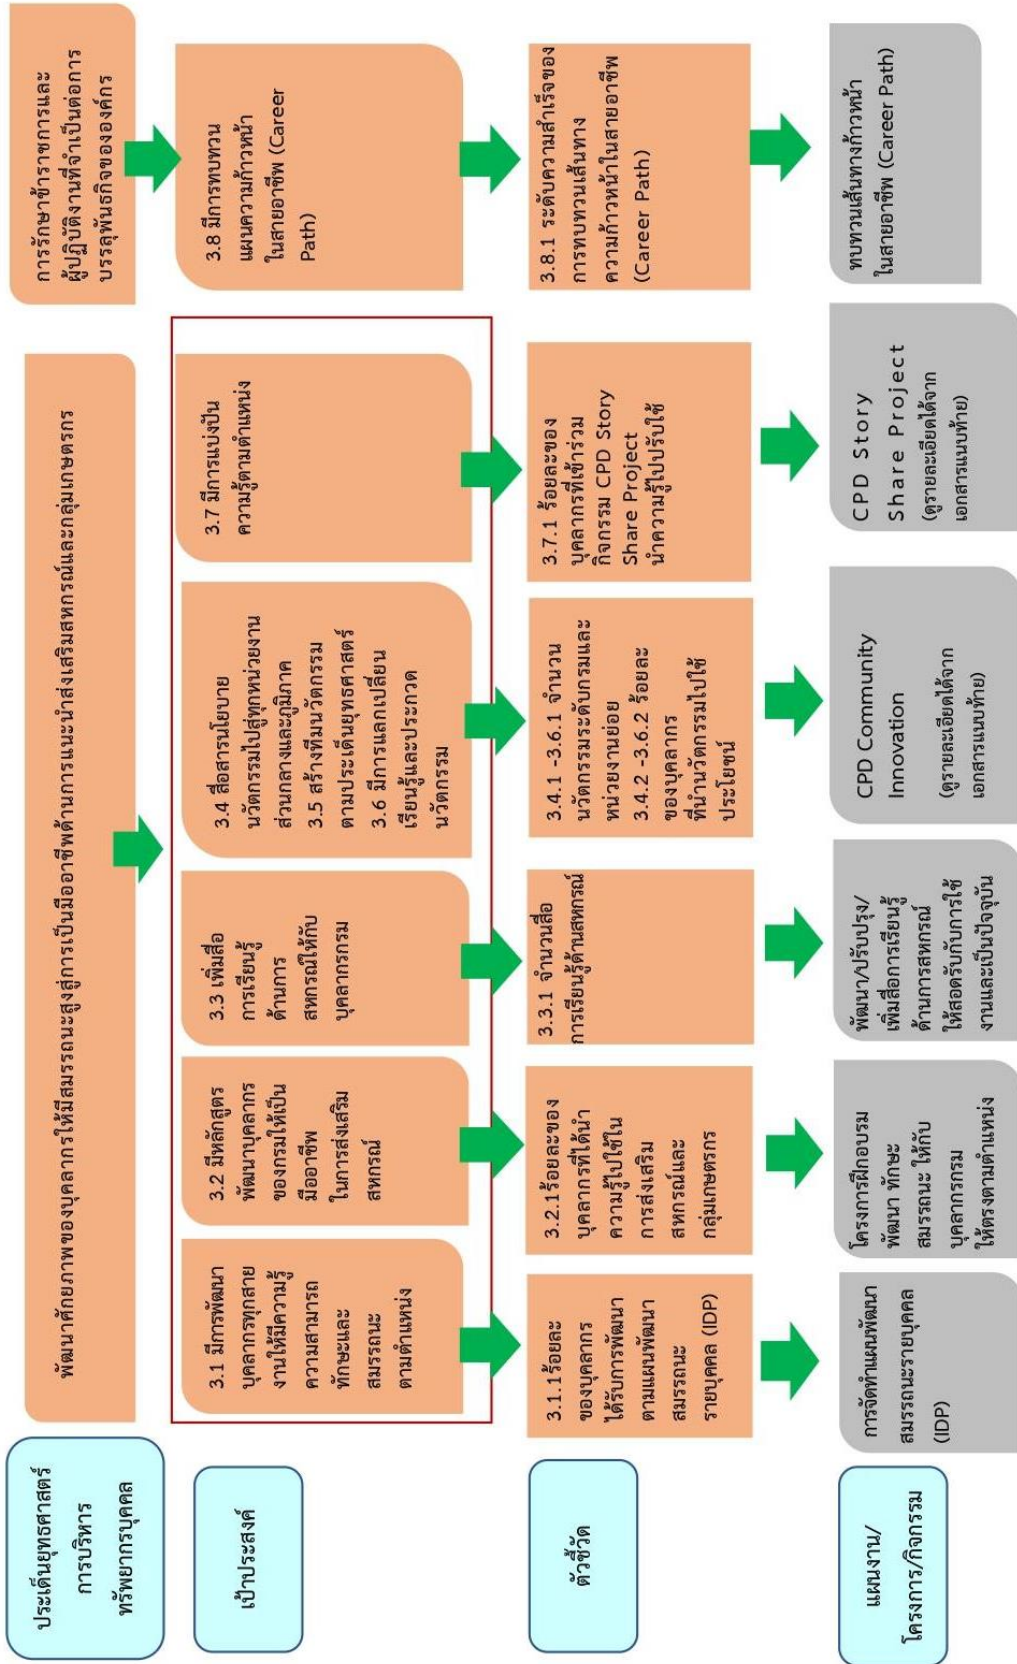 ประเด็นยุทธศาสตร์
การบริหาร
ทรัพยากรบุคคล
พัฒนาศักยภาพของบุคลากรให้มีสมรรถนะสูงสู่การเป็นมืออาชีพด้านการแนะนำส่งเสริมสหกรณ์และกลุ่มเกษตรกร
การรักษาข้าราชการและ
ผู้ปฏิบัติงานที่จำเป็นต่อการ
บรรลุพันธกิจขององค์กร
เป้าประสงค์
3.1 มีการพัฒนา
บุคลากรทุกสาย
งานให้มีความรู้
ความสามารถ
ทักษะและ
สมรรถนะ
ตามตำแหน่ง
3.2 มีหลักสูตร
พัฒนาบุคลากร
ของกรมให้เป็น
มืออาชีพ
ในการส่งเสริม
สหกรณ์
3.3 เพิ่มสื่อ
การเรียนรู้
ด้านการ
สหกรณ์ให้กับ
บุคลากรกรม
3.4 สื่อสารนโยบาย
นวัตกรรมไปสู่ทุกหน่วยงาน
ส่วนกลางและภูมิภาค
3.5 สร้างทีมนวัตกรรม
ตามประเด็นยุทธศาสตร์
3.6 มีการแลกเปลี่ยน
เรียนรู้และประกวด
นวัตกรรม
3.7 มีการแบ่งปัน
ความรู้ตามตำแหน่ง
3.8 มีการทบทวน
แผนความก้าวหน้า
ในสายอาชีพ (Career
Path)
ตัวชี้วัด
3.1.1ร้อยละ
ของบุคลากร
ได้รับการพัฒนา
ตามแผนพัฒนา
สมรรถนะ
รายบุคคล (IDP)
3.2.1ร้อยละของ
บุคลากรที่ได้นำ
ความรู้ไปใช้ใน
การส่งเสริม
สหกรณ์และ
กลุ่มเกษตรกร
3.3.1 จำนวนสื่อ
การเรียนรู้ด้านสหกรณ์
3.4.1 -3.6.1 จำนวน
นวัตกรรมระดับกรมและ
หน่วยงานย่อย
3.4.2 -3.6.2 ร้อยละ
ของบุคลากร
ที่นำนวัตกรรมไปใช้
ประโยชน์
3.7.1 ร้อยละของ
บุคลากรที่เข้าร่วม
กิจกรรม CPD Story
Share Project
นำความรู้ไปปรับใช้
3.8.1 ระดับความสำเร็จของ
การทบทวนเส้นทาง
ความก้าวหน้าในสายอาชีพ
(Career Path)
แผนงาน/
โครงการ/กิจกรรม
การจัดทำแผนพัฒนา
สมรรถนะรายบุคคล
(IDP)
โครงการฝึกอบรม
พัฒนา ทักษะ
สมรรถนะ ให้กับ
บุคลากรกรม
ให้ตรงตามตำแหน่ง
พัฒนา/ปรับปรุง/
เพิ่มสื่อการเรียนรู้
ด้านการสหกรณ์
ให้สอดรับกับการใช้
งานและเป็นปัจจุบัน
CPD Community
Innovation
(ดูรายละเอียดได้จาก
เอกสารแนบท้าย)
CPD Story
Share Project
(ดูรายละเอียดได้จาก
เอกสารแนบท้าย)
ทบทวนเส้นทางก้าวหน้า
ในสายอาชีพ (Career Path)